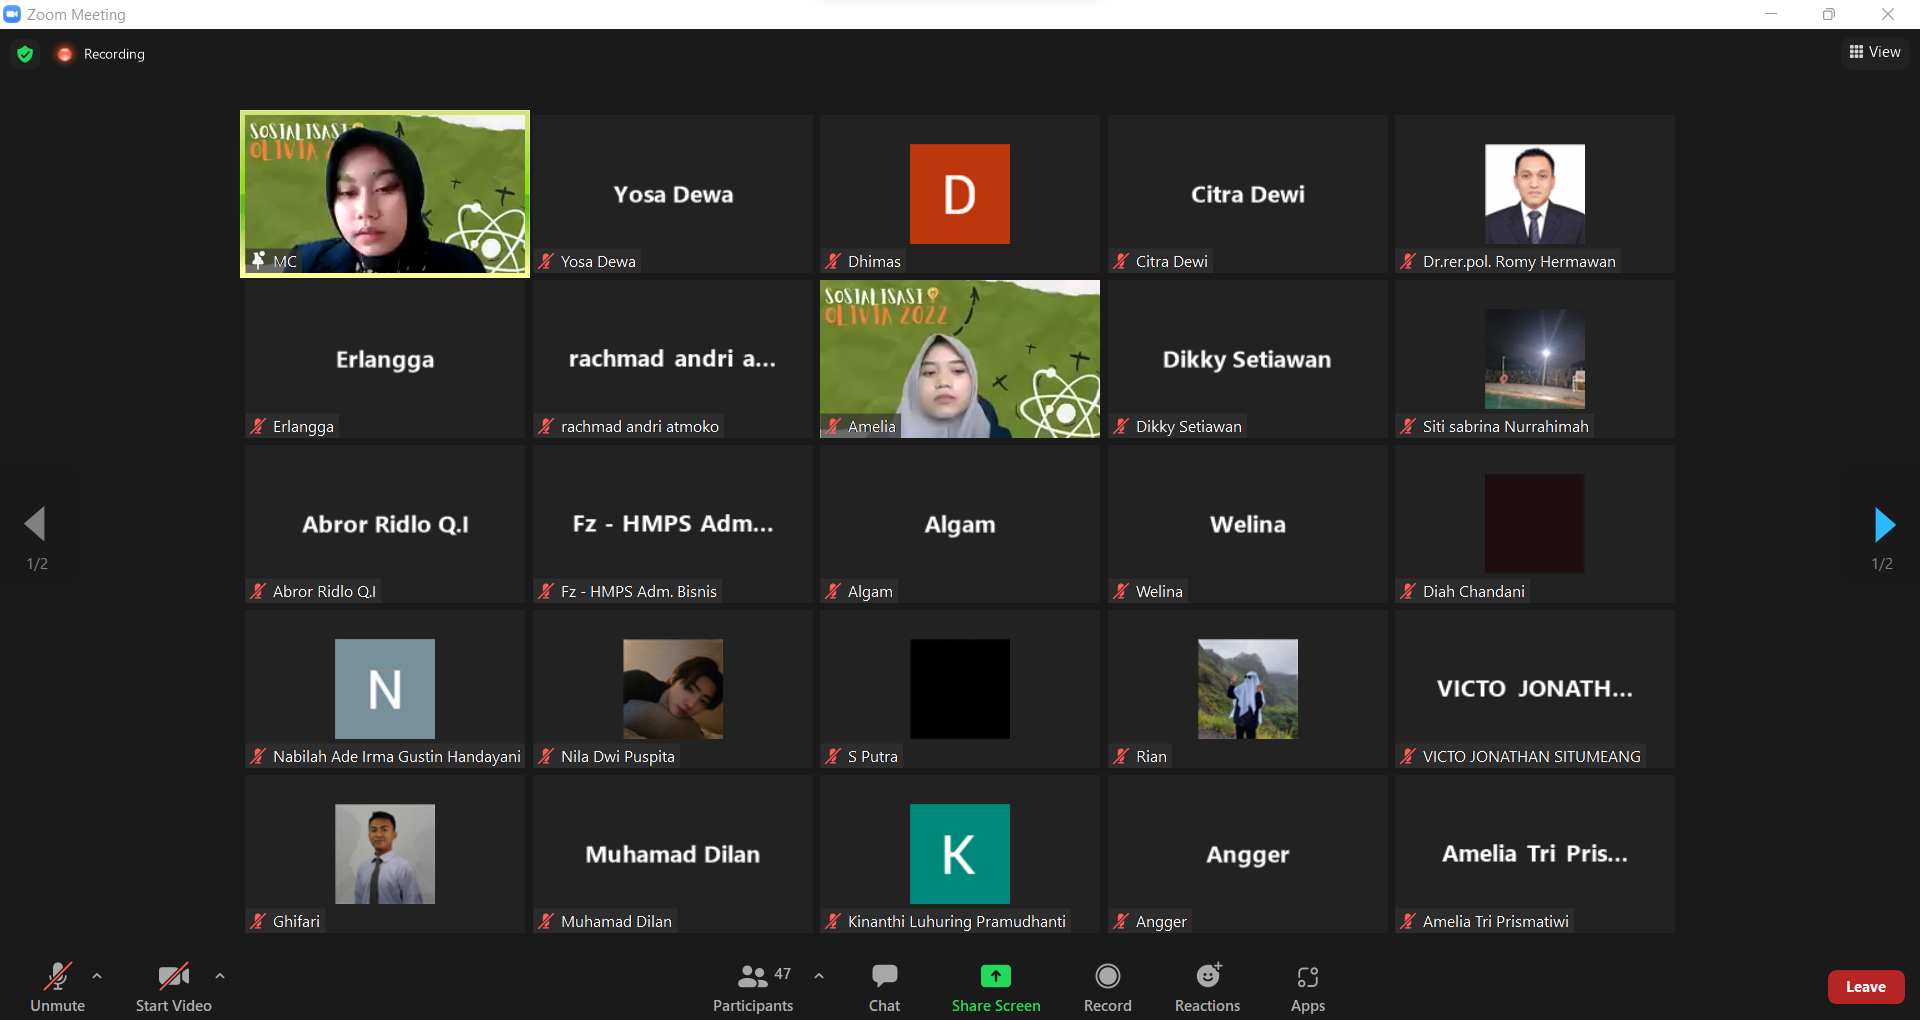 Zoom Meeting
Recording
View
SOSIALISASI
OLIVIA 2
MC
Yosa Dewa
Yosa Dewa
D
Dhimas
Citra Dewi
Citra Dewi
Dr.rer.pol. Romy Hermawan
Erlangga
Erlangga
rachmad andri a...
rachmad andri atmoko
SOSIALISASI
OLIVIA 2022
Amelia
Dikky Setiawan
Dikky Setiawan
Siti sabrina Nurrahimah
Abror Ridlo Q.I
Abror Ridlo Q.I
Fz - HMPS Adm...
Fz - HMPS Adm. Bisnis
Algam
Algam
Welina
Welina
Diah Chandani
1/2
1/2
N
Nabilah Ade Irma Gustin Handayani
Nila Dwi Puspita
S Putra
Rian
VICTO JONATH...
VICTO JONATHAN SITUMEANG
Ghifari
Muhamad Dilan
Muhamad Dilan
K
Kinanthi Luhuring Pramudhanti
Angger
Angger
Amelia Tri Pris...
Amelia Tri Prismatiwi
Unmute
Start Video
47
Participants
Chat
Share Screen
Record
Reactions
Apps
Leave